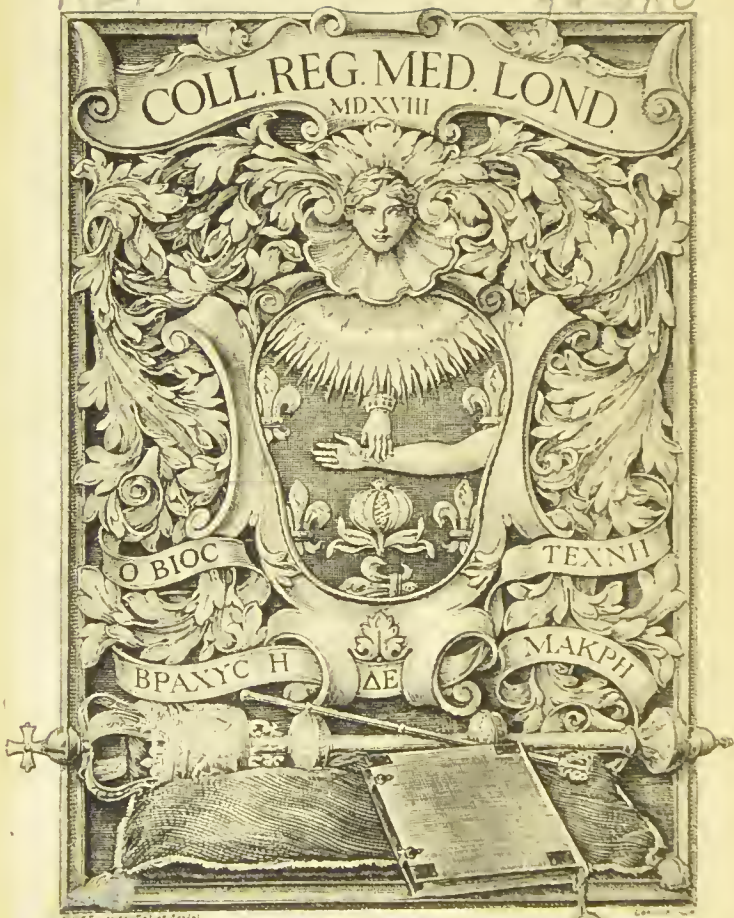 COLL. REG. MED. LOND.
MDXVIII
Ο ΒΙΟC
ΤΕΧΝΗ
ΒΡΑΧΥC Η
ΔΕ
ΜΑΚΡΗ